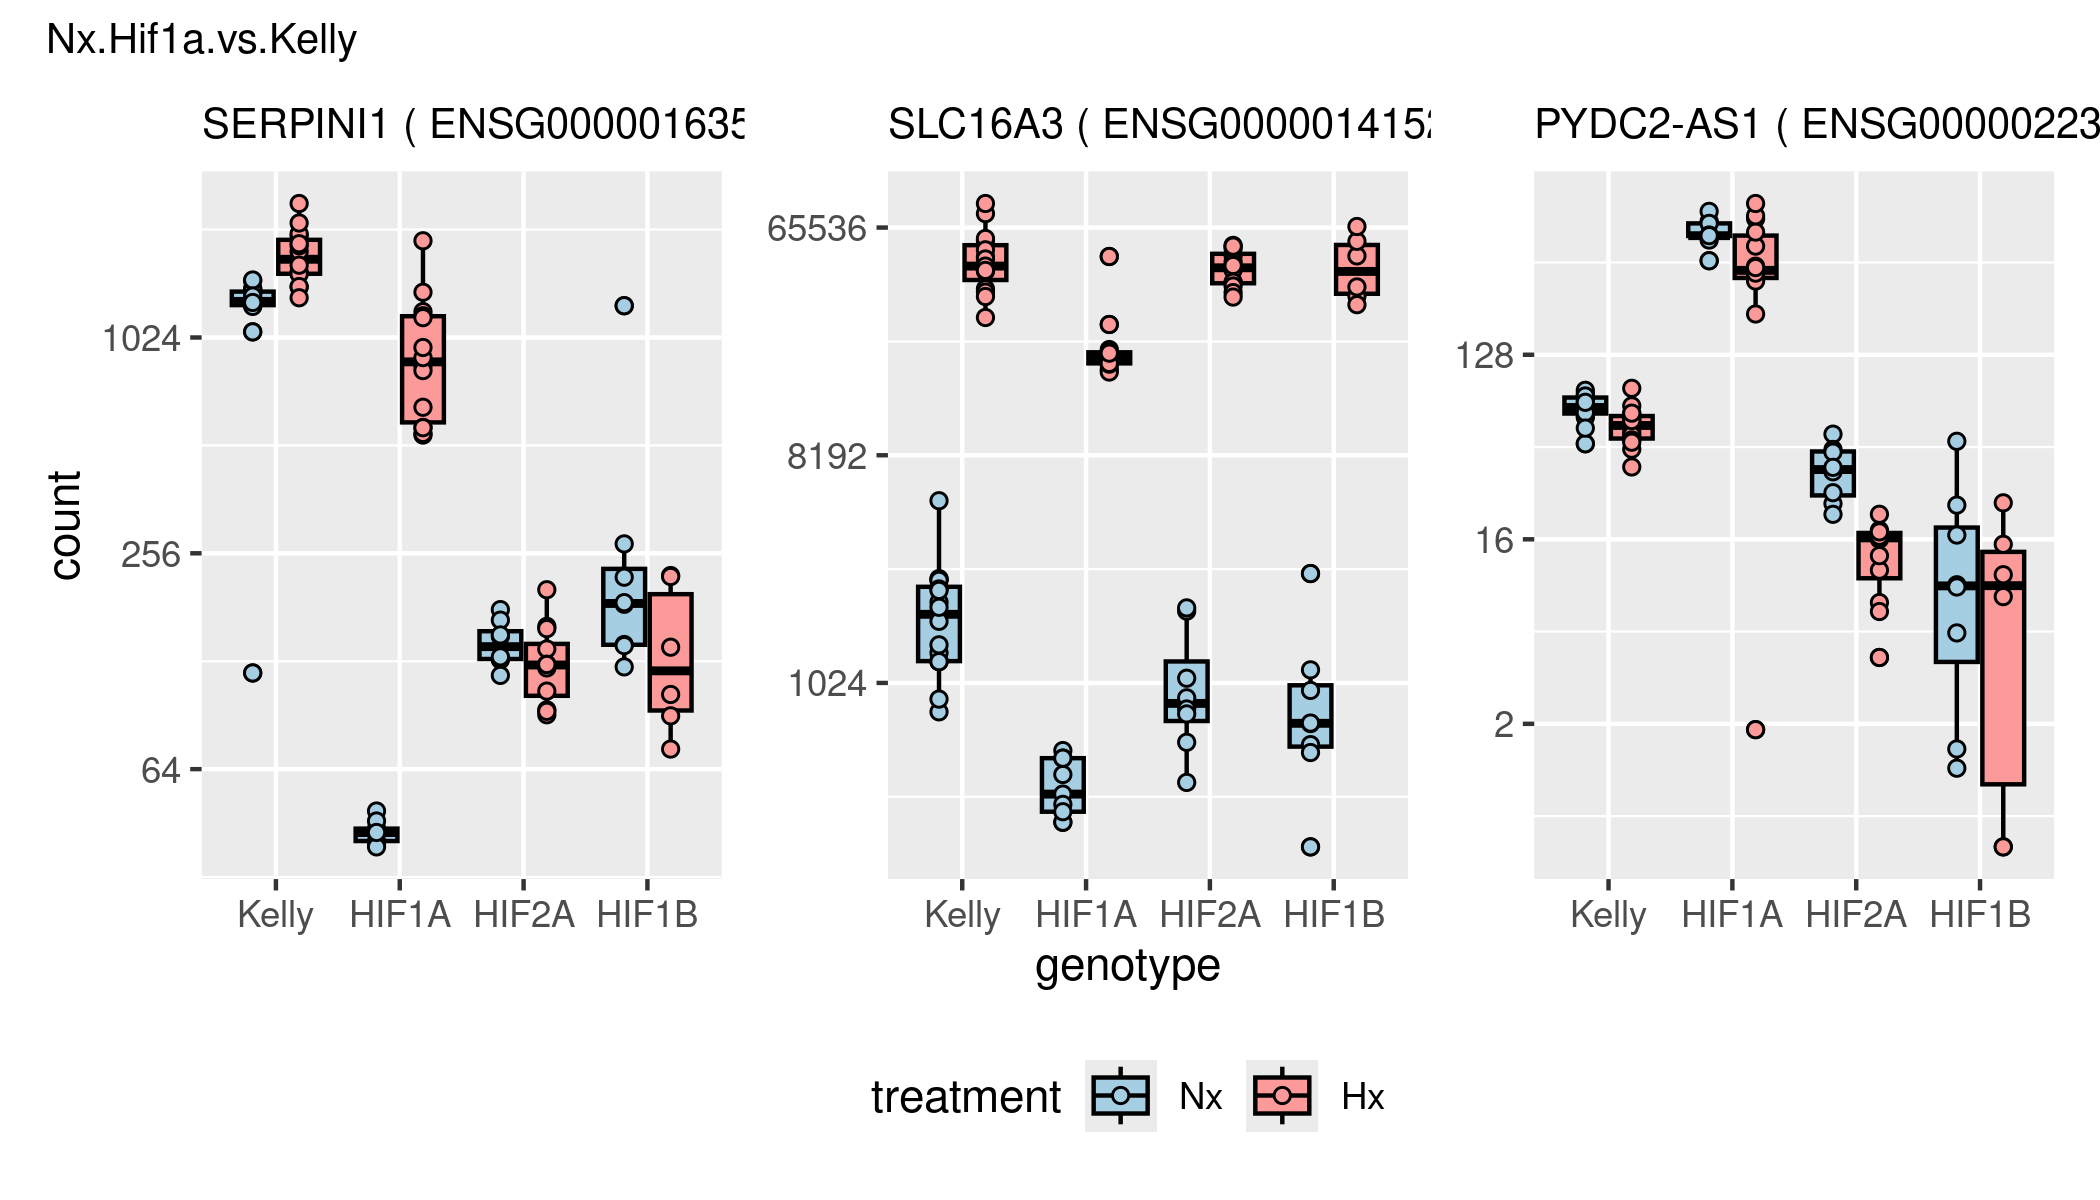 Nx.Hif1a.vs.Kelly
SERPINI1 ( ENSG00000163
SLC16A3 ( ENSG0000014152
PYDC2-AS1 ( ENSG00000223
count
1024
256
64
65536
8192
1024
128
16
2
Kelly HIF1A HIF2A HIF1B
Kelly HIF1A HIF2A HIF1B
Kelly HIF1A HIF2A HIF1B
genotype
treatment Nx Hx